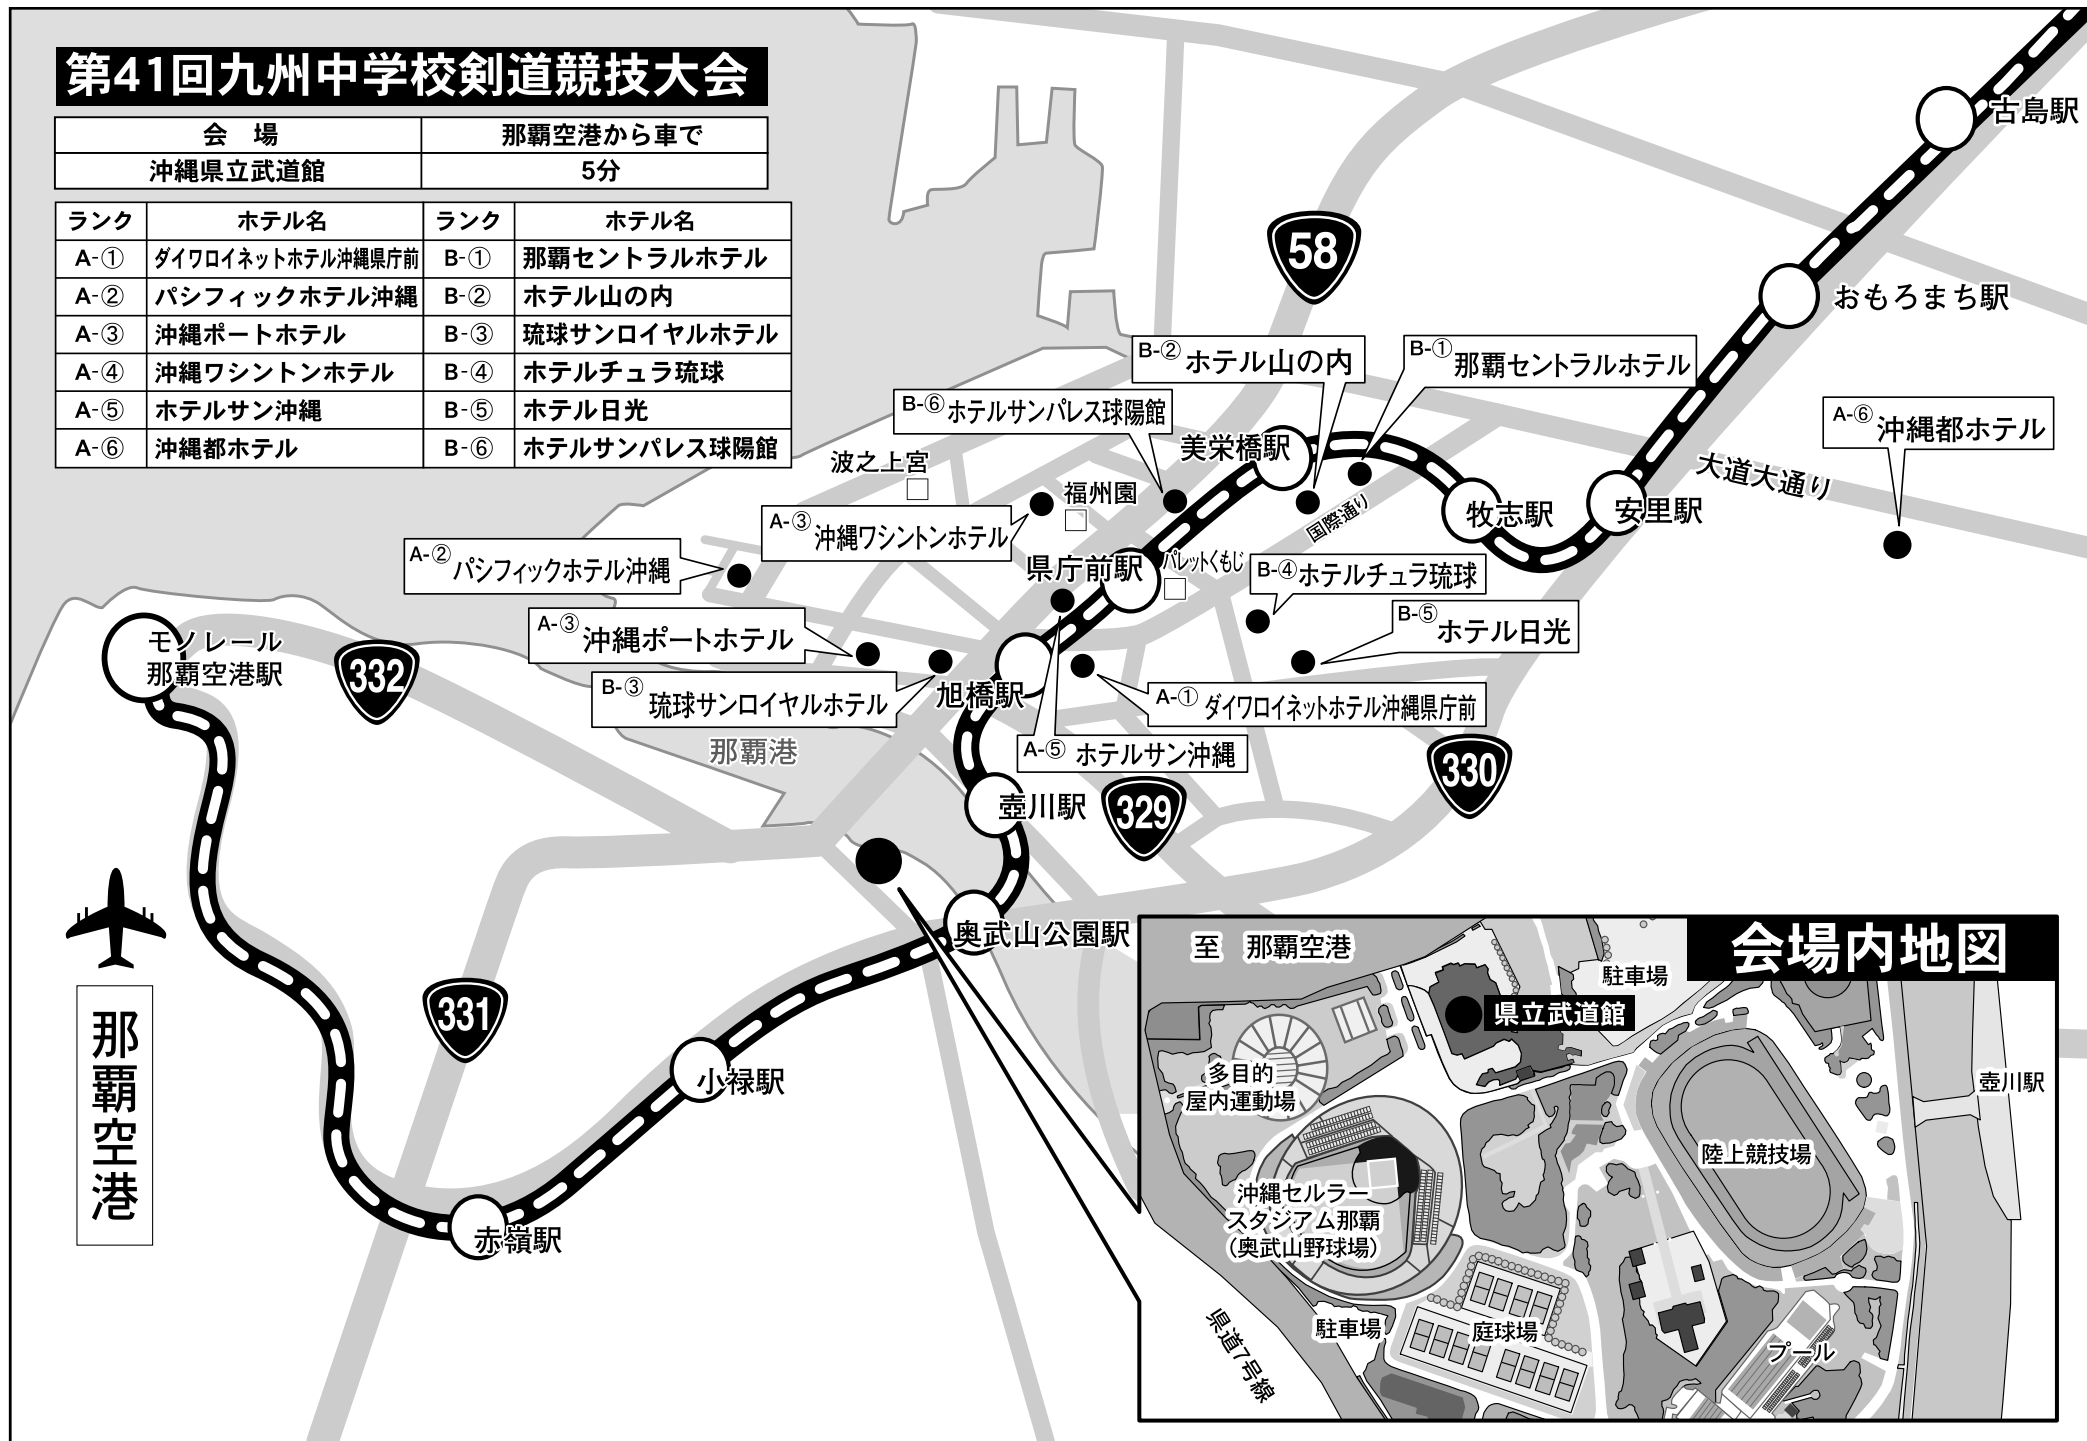 第41回九州中学校剣道競技大会
会　場　那覇空港から車で
沖縄県立武道館　5分
ランク　ホテル名　ランク　ホテル名
A-①　ダイワロイネットホテル沖縄県庁前　B-①　那覇セントラルホテル
A-②　パシフィックホテル沖縄　B-②　ホテル山の内
A-③　沖縄ポートホテル　B-③　琉球サンロイヤルホテル
A-④　沖縄ワシントンホテル　B-④　ホテルチュラ琉球
A-⑤　ホテルサン沖縄　B-⑤　ホテル日光
A-⑥　沖縄都ホテル　B-⑥　ホテルサンパレス球陽館
古島駅
58
おもろまち駅
B-② ホテル山の内
B-① 那覇セントラルホテル
B-⑥ ホテルサンパレス球陽館
A-⑥ 沖縄都ホテル
美栄橋駅
波之上宮
大道大通り
福州園
国際通り
牧志駅
安里駅
A-③ 沖縄ワシントンホテル
A-② パシフィックホテル沖縄
県庁前駅
パレットくもじ
B-④ ホテルチュラ琉球
A-③ 沖縄ポートホテル
B-⑤ ホテル日光
モノレール
那覇空港駅
332
B-③ 琉球サンロイヤルホテル
旭橋駅
A-① ダイワロイネットホテル沖縄県庁前
那覇港
A-⑤ ホテルサン沖縄
330
壺川駅
329
奥武山公園駅
那覇空港
331
小禄駅
赤嶺駅
会場内地図
至　那覇空港
駐車場
県立武道館
多目的
屋内運動場
壺川駅
陸上競技場
沖縄セルラー
スタジアム那覇
（奥武山野球場）
駐車場
庭球場
プール
県道7号線